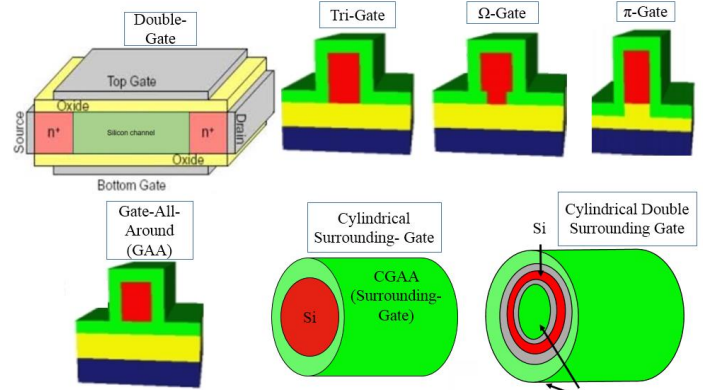 Double-
Gate
Tri-Gate
Ω-Gate
π-Gate
Top Gate
Oxide
Source
n⁺
Silicon channel
n⁺
Drain
Oxide
Bottom Gate
Gate-All-
Around
(GAA)
Cylindrical
Surrounding- Gate
CGAA
(Surrounding-
Gate)
Si
Cylindrical Double
Surrounding Gate
Si